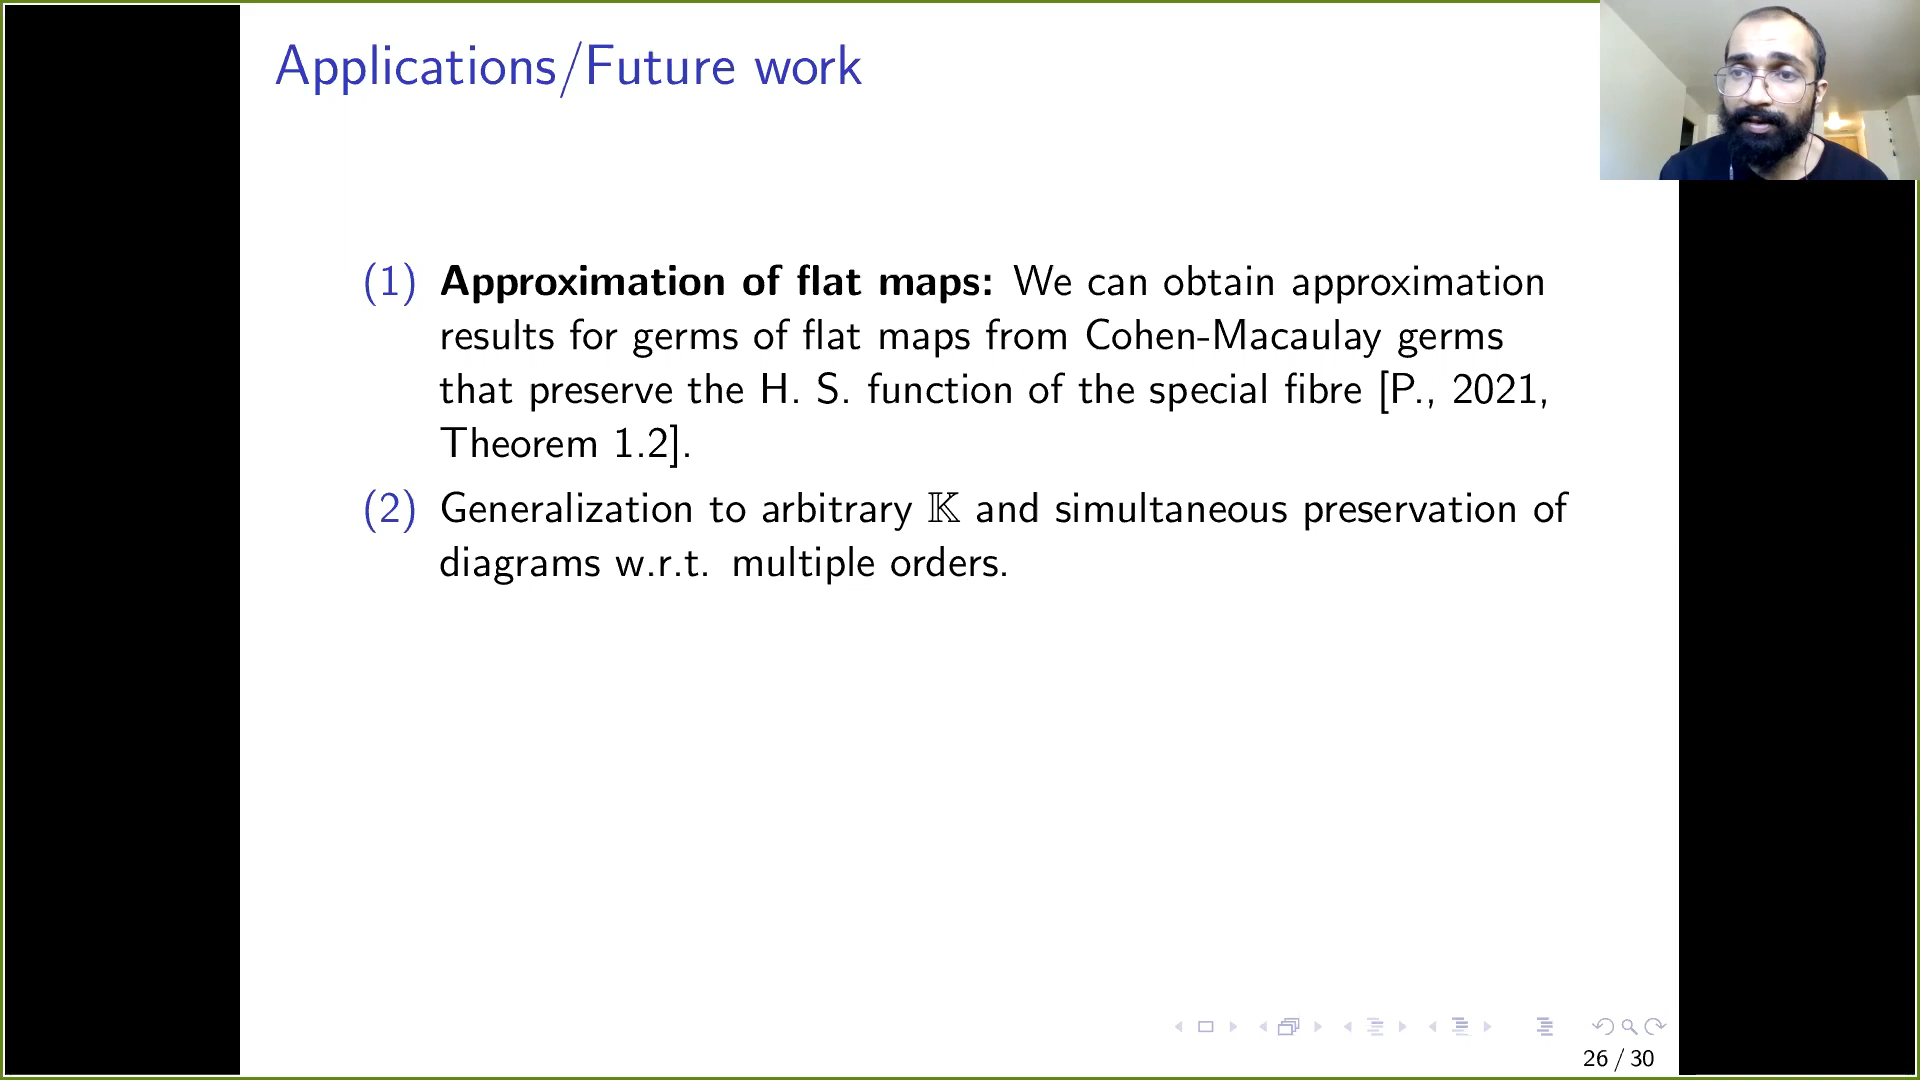 Applications/Future work
(1) Approximation of flat maps: We can obtain approximation
results for germs of flat maps from Cohen-Macaulay germs
that preserve the H. S. function of the special fibre [P., 2021,
Theorem 1.2].
(2) Generalization to arbitrary 𝕂 and simultaneous preservation of
diagrams w.r.t. multiple orders.
26 / 30